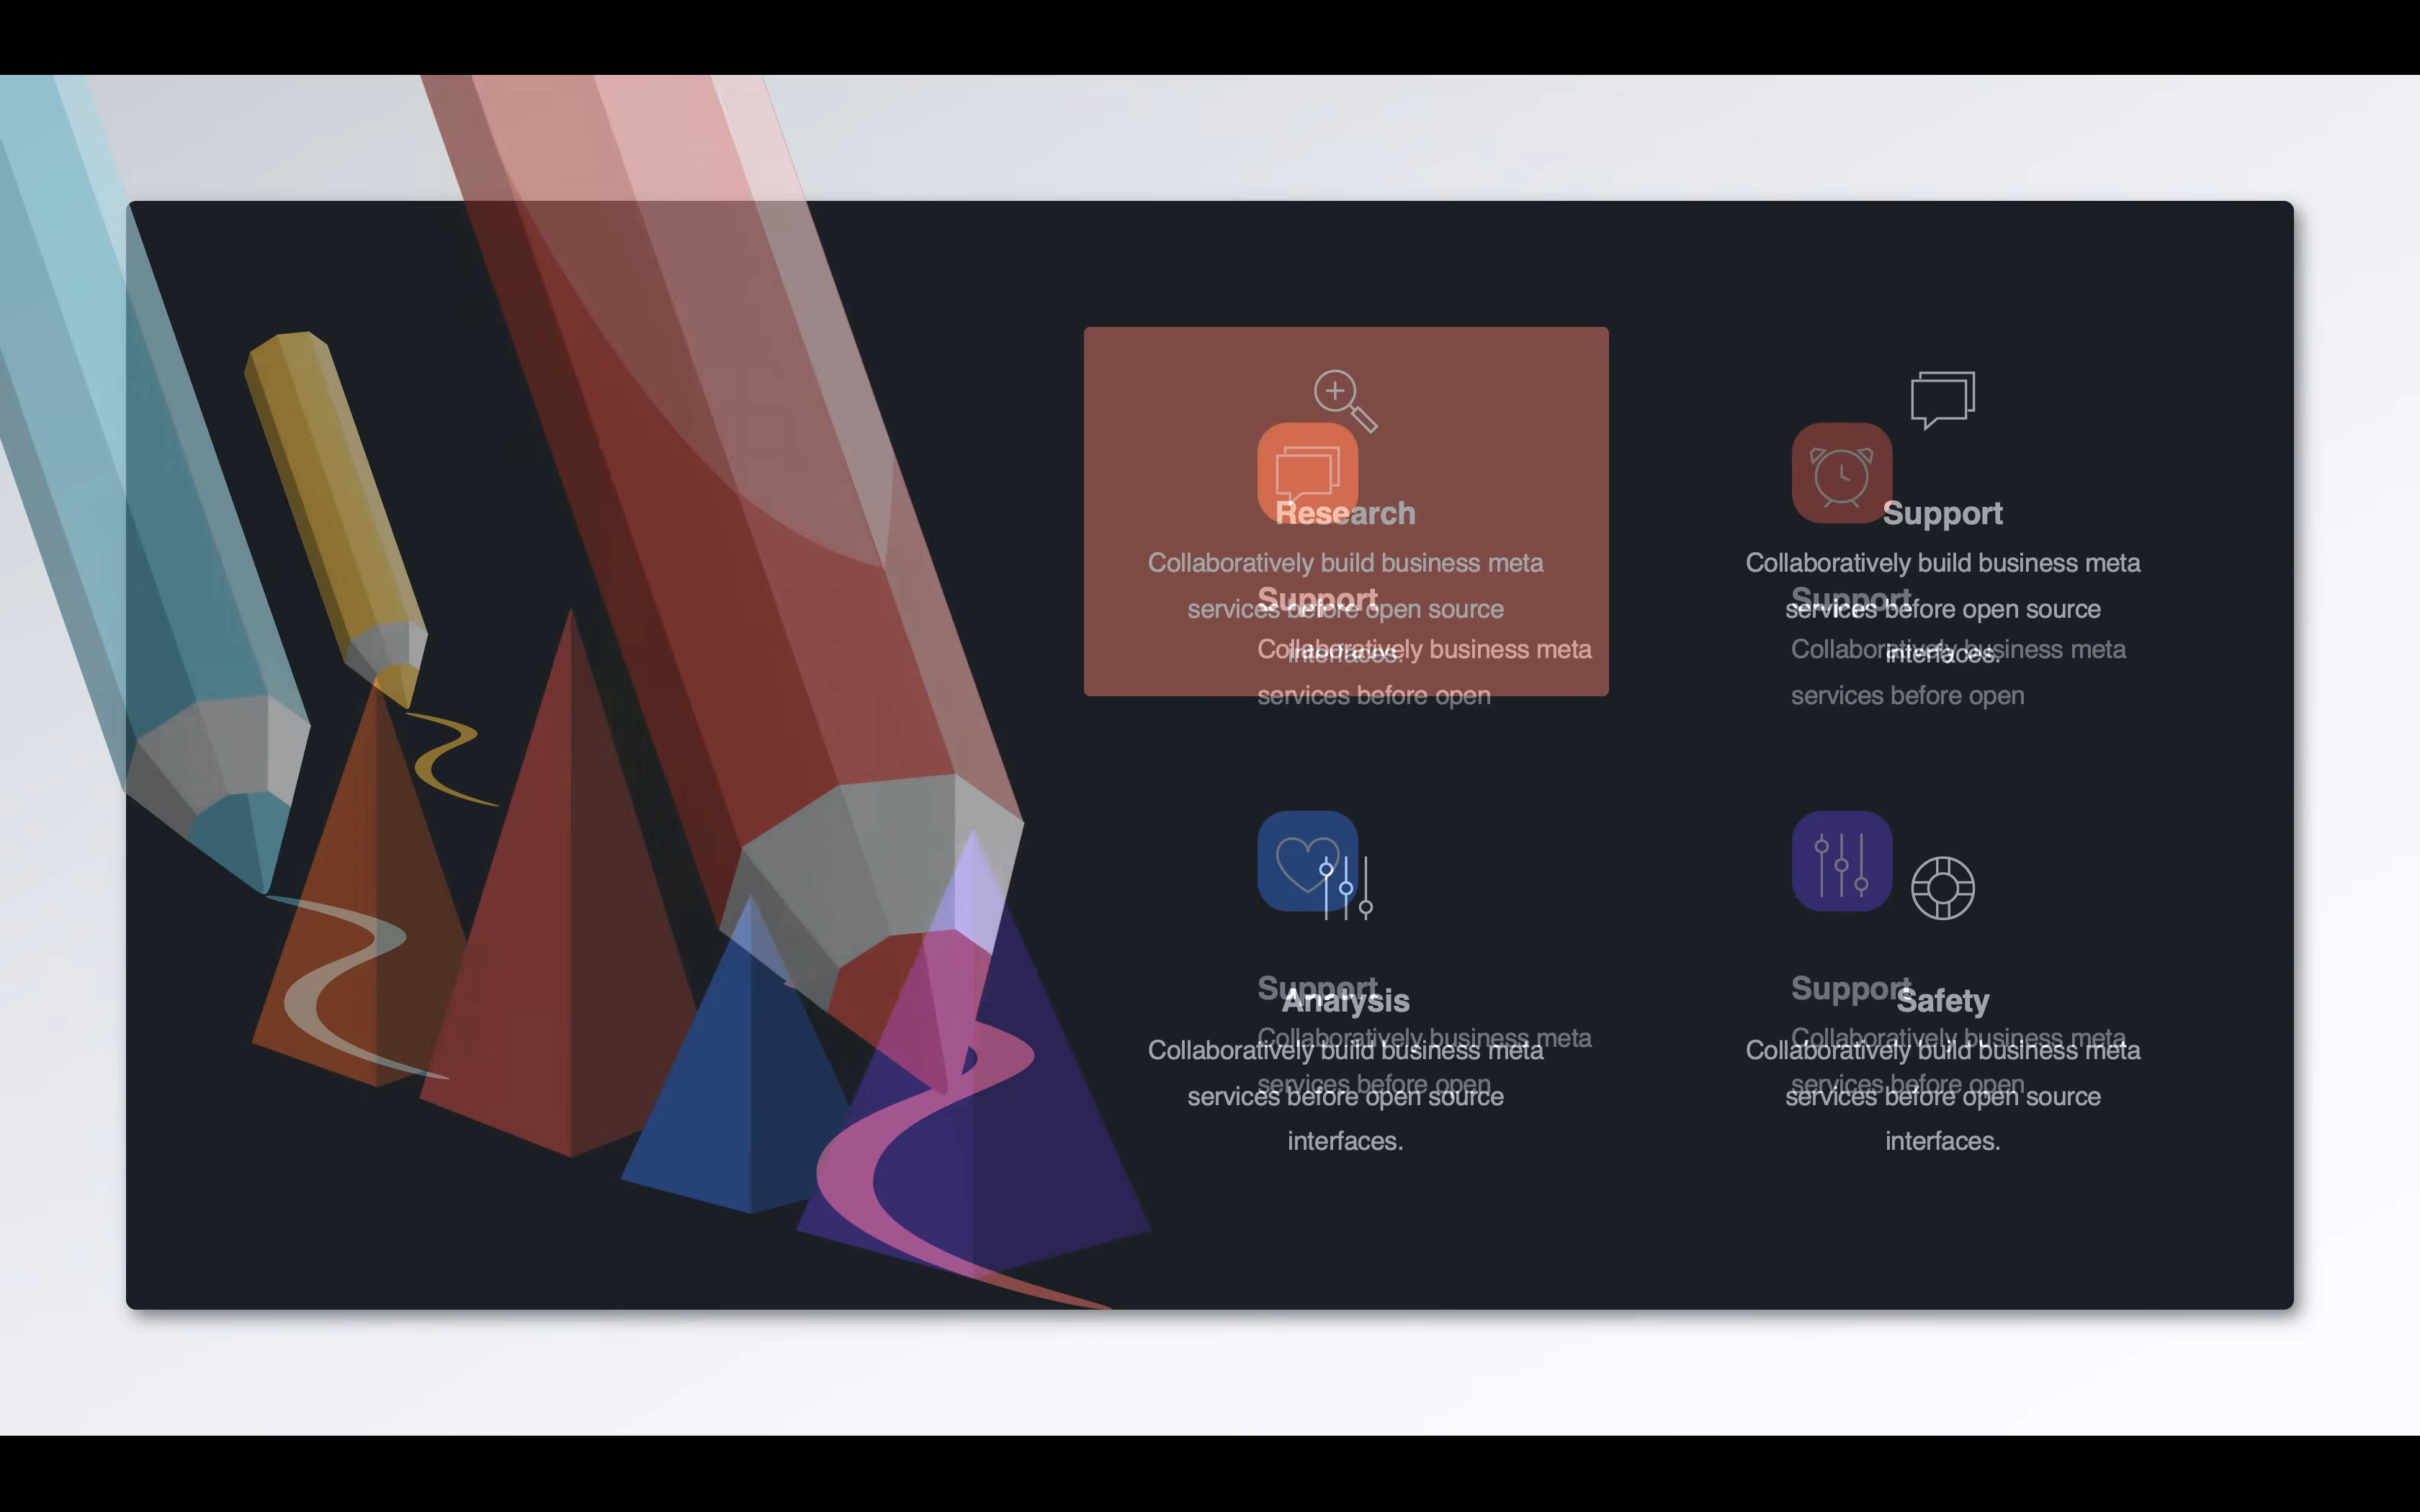 Research
Collaboratively build business meta
services before open source
interfaces.
Support
Collaboratively business meta
services before open
Support
Collaboratively build business meta
services before open source
interfaces.
Support
Collaboratively business meta
services before open
Analysis
Collaboratively build business meta
services before open source
interfaces.
Support
Collaboratively business meta
services before open
Safety
Collaboratively build business meta
services before open source
interfaces.
Support
Collaboratively business meta
services before open